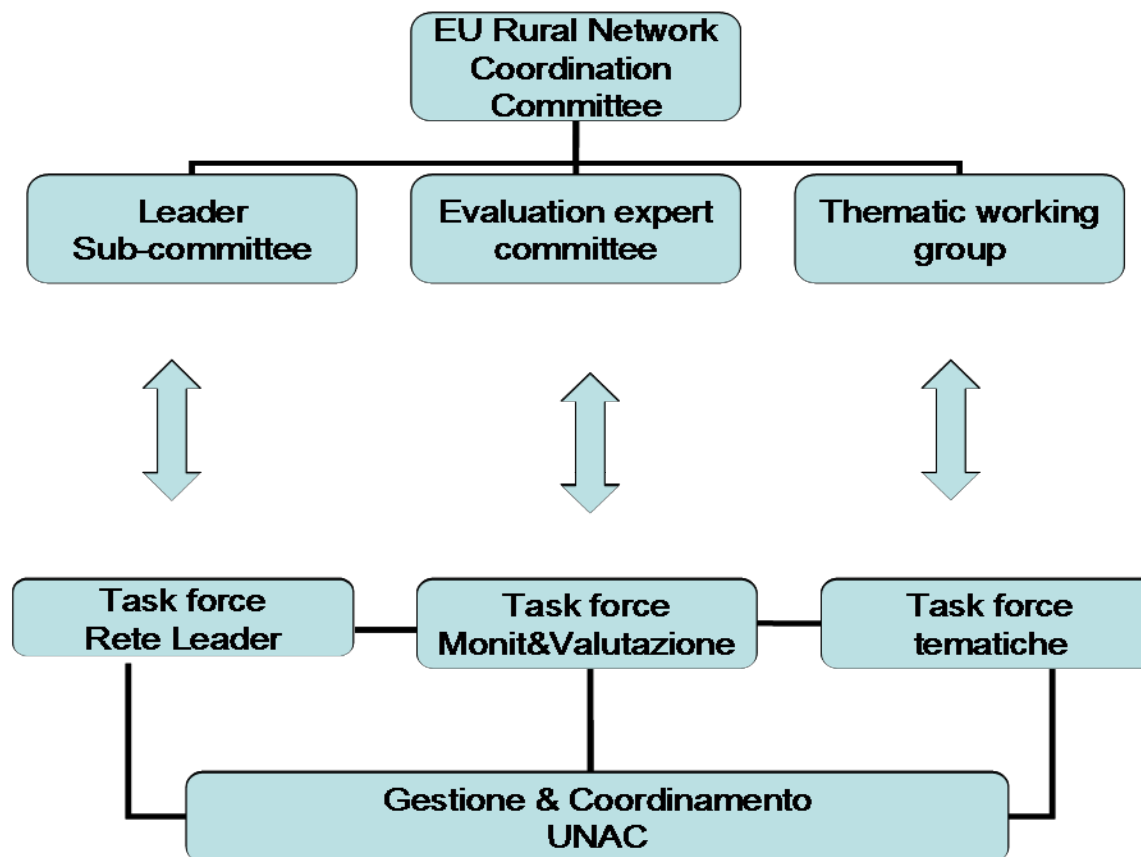 EU Rural Network
Coordination
Committee
Leader
Sub-committee
Evaluation expert
committee
Thematic working
group
Task force
Rete Leader
Task force
Monit&Valutazione
Task force
tematiche
Gestione & Coordinamento
UNAC